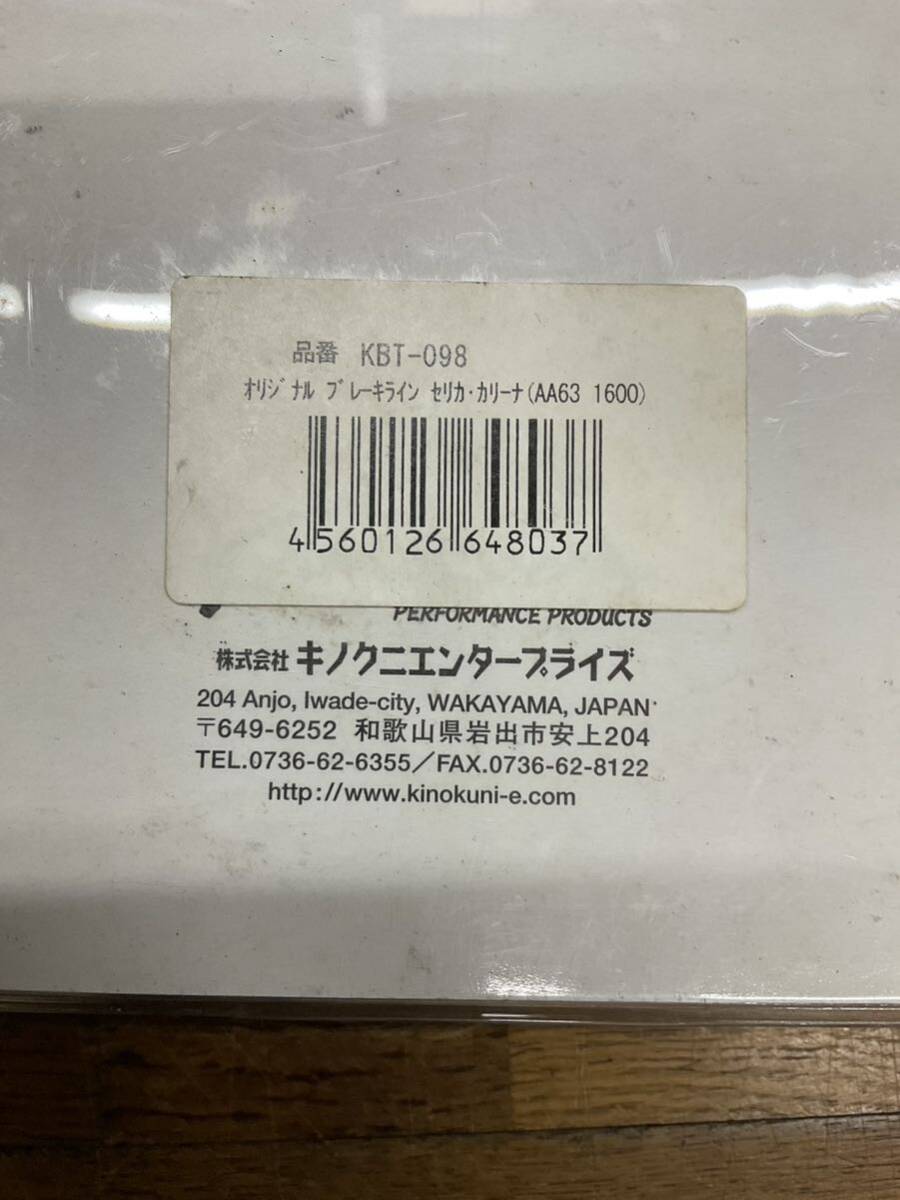 品番 KBT-098
ｵﾘｼﾞﾅﾙ ﾌﾞﾚｰｷﾗｲﾝ ｾﾘｶ･ｶﾘｰﾅ(AA63 1600)
4 560126 648037
PERFORMANCE PRODUCTS
株式会社 キノクニエンタープライズ
204 Anjo, Iwade-city, WAKAYAMA, JAPAN
〒649-6252 和歌山県岩出市安上204
TEL.0736-62-6355／FAX.0736-62-8122
http://www.kinokuni-e.com